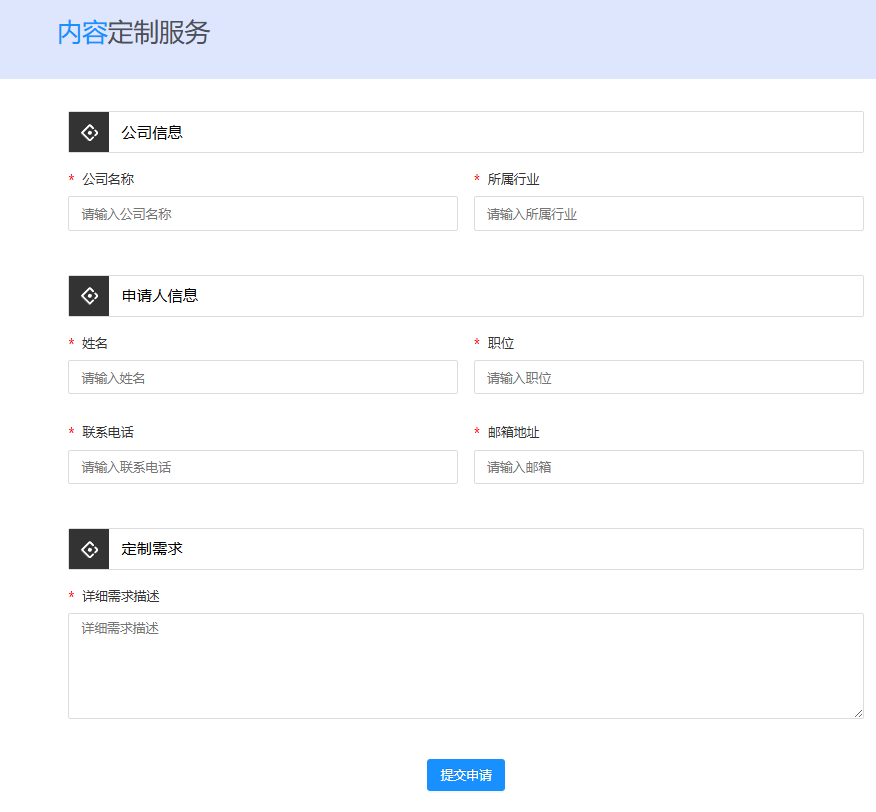 内容定制服务
公司信息
* 公司名称 * 所属行业
请输入公司名称 请输入所属行业
申请人信息
* 姓名 * 职位
请输入姓名 请输入职位
* 联系电话 * 邮箱地址
请输入联系电话 请输入邮箱
定制需求
* 详细需求描述
详细需求描述
提交申请